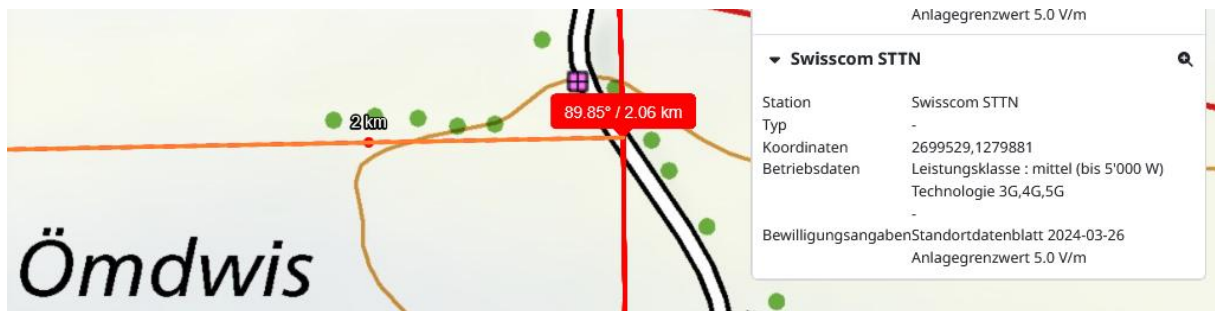 Anlagegrenzwert 5.0 V/m
Swisscom STTN
2 km
89.85° / 2.06 km
Station Swisscom STTN
Typ -
Koordinaten 2699529,1279881
Betriebsdaten Leistungsklasse : mittel (bis 5'000 W)
Technologie 3G,4G,5G
-
Bewilligungsangaben Standortdatenblatt 2024-03-26
Anlagegrenzwert 5.0 V/m
Ömdwis